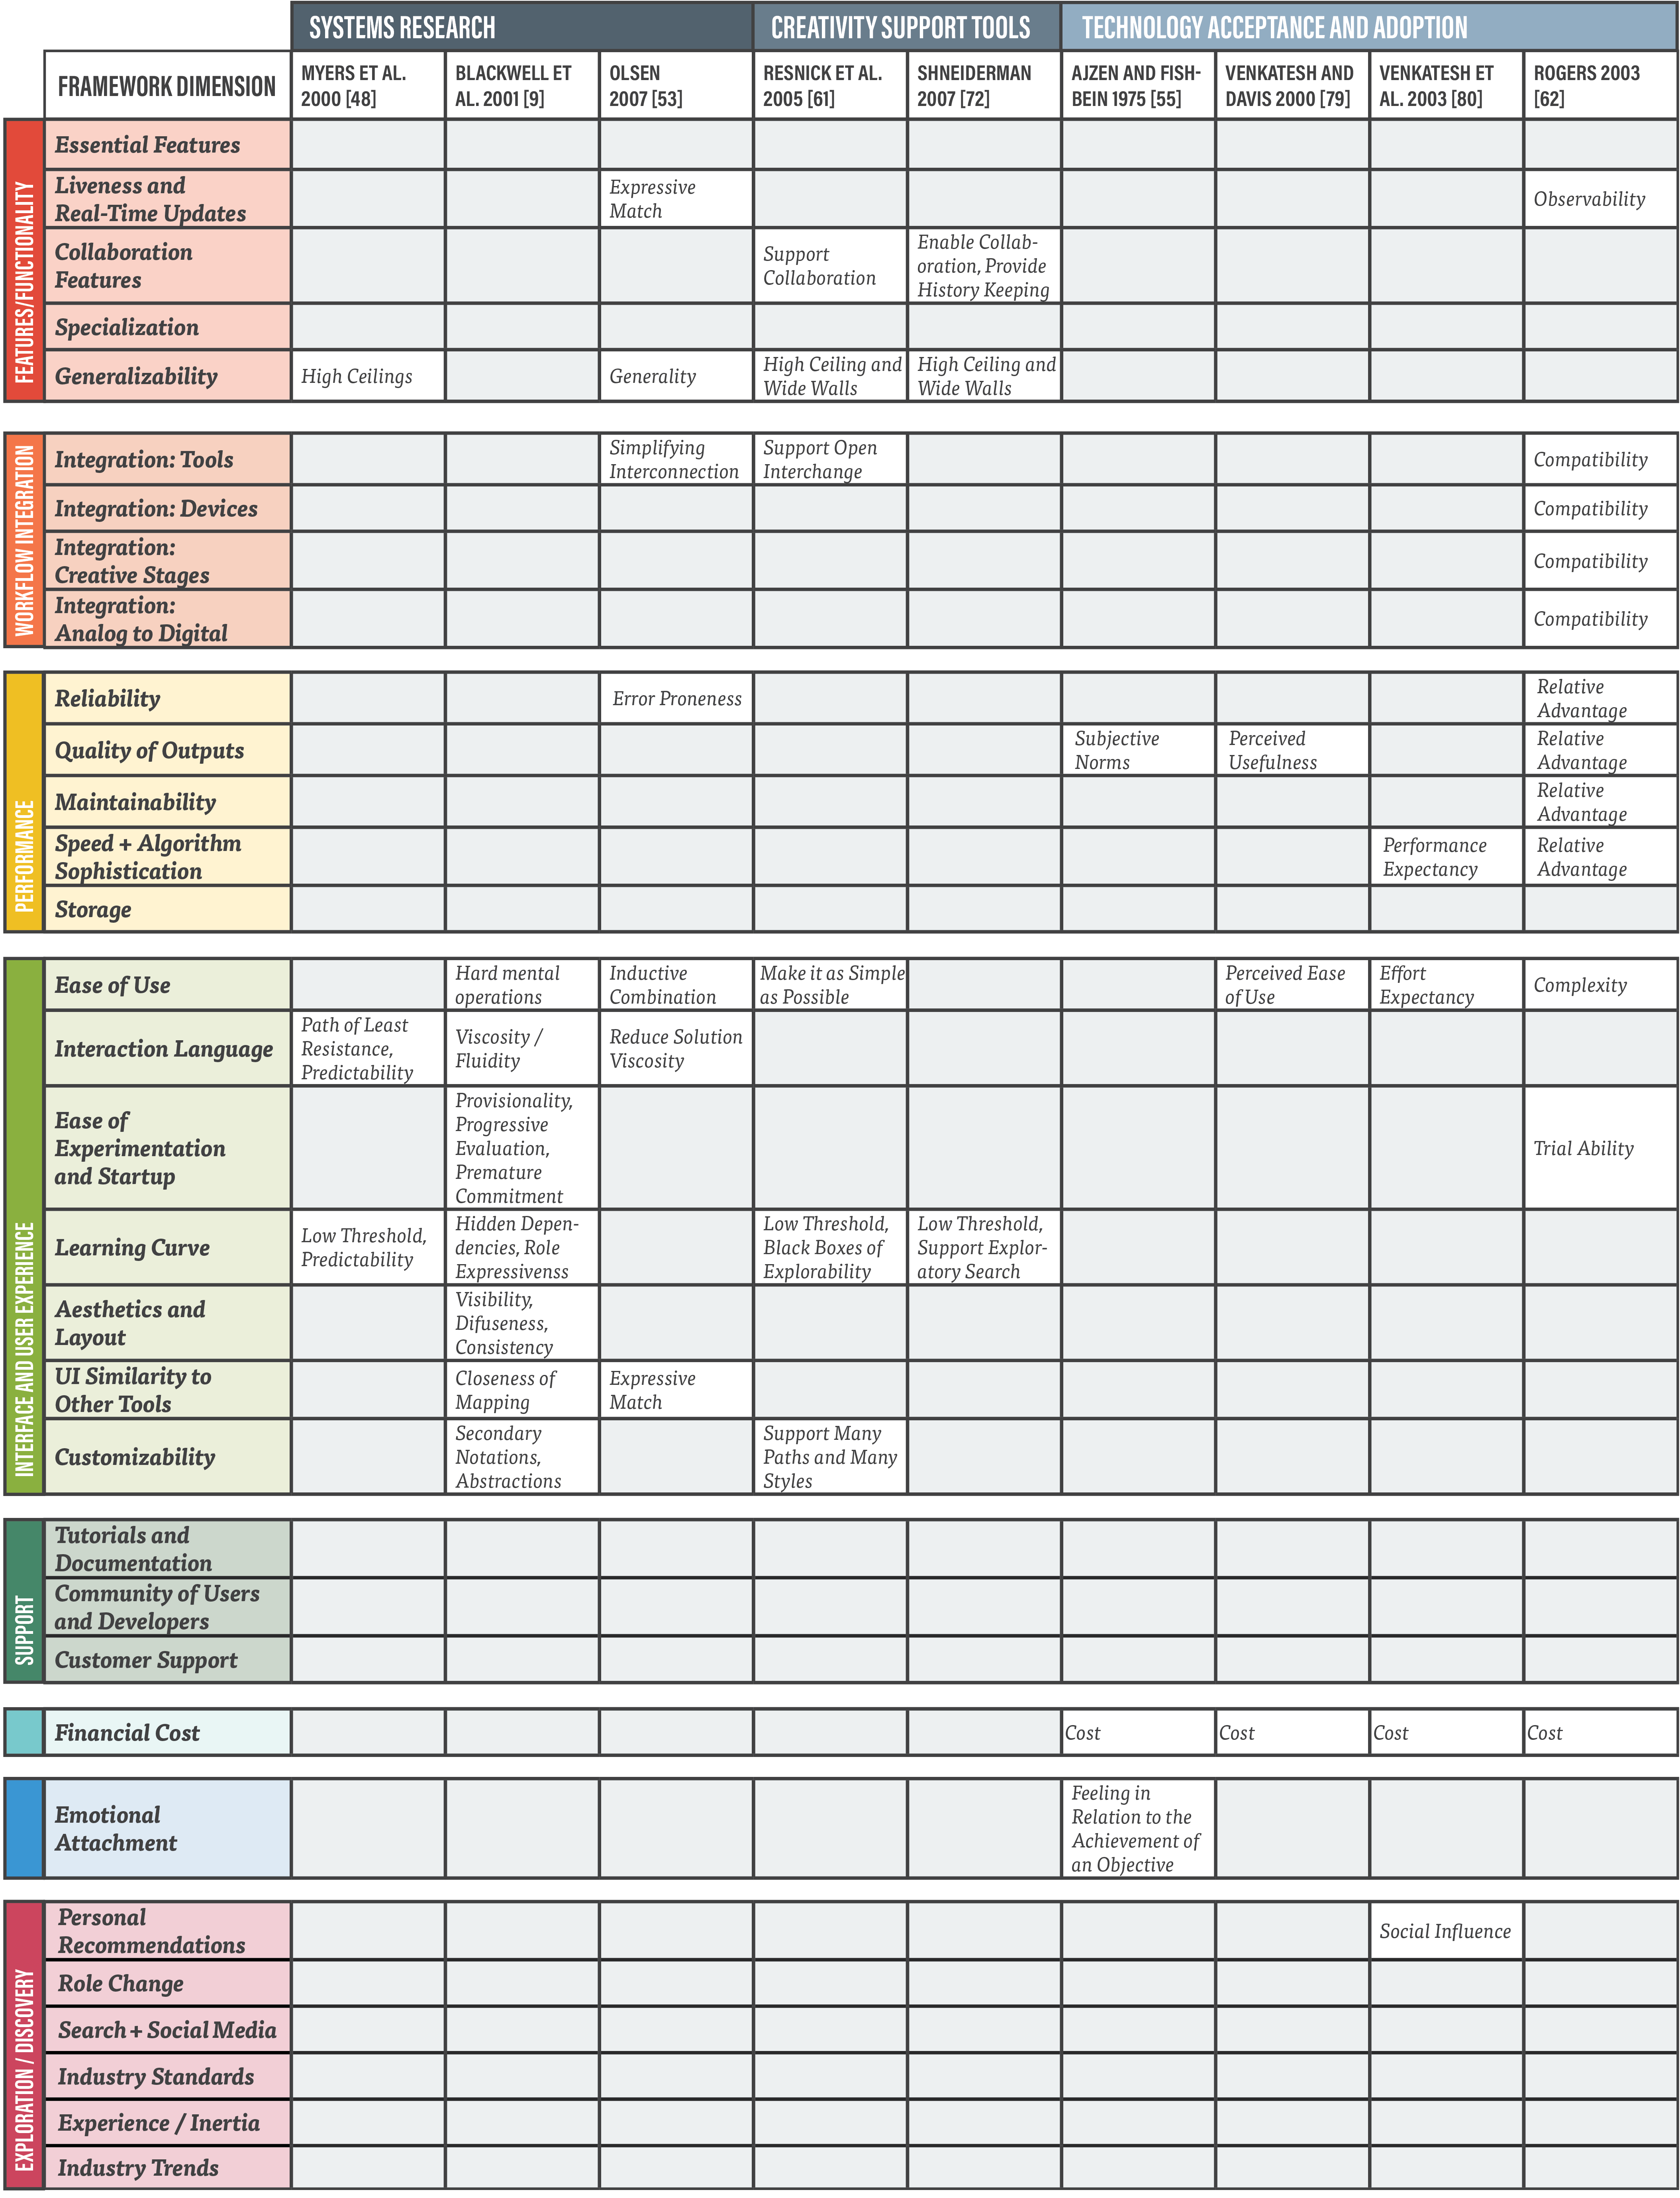 SYSTEMS RESEARCH
CREATIVITY SUPPORT TOOLS
TECHNOLOGY ACCEPTANCE AND ADOPTION
FRAMEWORK DIMENSION
MYERS ET AL.
2000 [48]
BLACKWELL ET
AL. 2001 [9]
OLSEN
2007 [53]
RESNICK ET AL.
2005 [61]
SHNEIDERMAN
2007 [72]
AJZEN AND FISH-
BEIN 1975 [55]
VENKATESH AND
DAVIS 2000 [79]
VENKATESH ET
AL. 2003 [80]
ROGERS 2003
[62]
FEATURES/FUNCTIONALITY
Essential Features
Liveness and
Real-Time Updates
Expressive
Match
Observability
Collaboration
Features
Support
Collaboration
Enable Collab-
oration, Provide
History Keeping
Specialization
Generalizability
High Ceilings
Generality
High Ceiling and
Wide Walls
High Ceiling and
Wide Walls
WORKFLOW INTEGRATION
Integration: Tools
Simplifying
Interconnection
Support Open
Interchange
Compatibility
Integration: Devices
Compatibility
Integration:
Creative Stages
Compatibility
Integration:
Analog to Digital
Compatibility
PERFORMANCE
Reliability
Error Proneness
Relative
Advantage
Quality of Outputs
Subjective
Norms
Perceived
Usefulness
Relative
Advantage
Maintainability
Relative
Advantage
Speed + Algorithm
Sophistication
Performance
Expectancy
Relative
Advantage
Storage
INTERFACE AND USER EXPERIENCE
Ease of Use
Hard mental
operations
Inductive
Combination
Make it as Simple
as Possible
Perceived Ease
of Use
Effort
Expectancy
Complexity
Interaction Language
Path of Least
Resistance,
Predictability
Viscosity /
Fluidity
Reduce Solution
Viscosity
Ease of
Experimentation
and Startup
Provisionality,
Progressive
Evaluation,
Premature
Commitment
Trial Ability
Learning Curve
Low Threshold,
Predictability
Hidden Depen-
dencies, Role
Expressivenss
Low Threshold,
Black Boxes of
Explorability
Low Threshold,
Support Explor-
atory Search
Aesthetics and
Layout
Visibility,
Difuseness,
Consistency
UI Similarity to
Other Tools
Closeness of
Mapping
Expressive
Match
Customizability
Secondary
Notations,
Abstractions
Support Many
Paths and Many
Styles
SUPPORT
Tutorials and
Documentation
Community of Users
and Developers
Customer Support
Financial Cost
Cost
Cost
Cost
Cost
Emotional
Attachment
Feeling in
Relation to the
Achievement of
an Objective
EXPLORATION / DISCOVERY
Personal
Recommendations
Social Influence
Role Change
Search + Social Media
Industry Standards
Experience / Inertia
Industry Trends